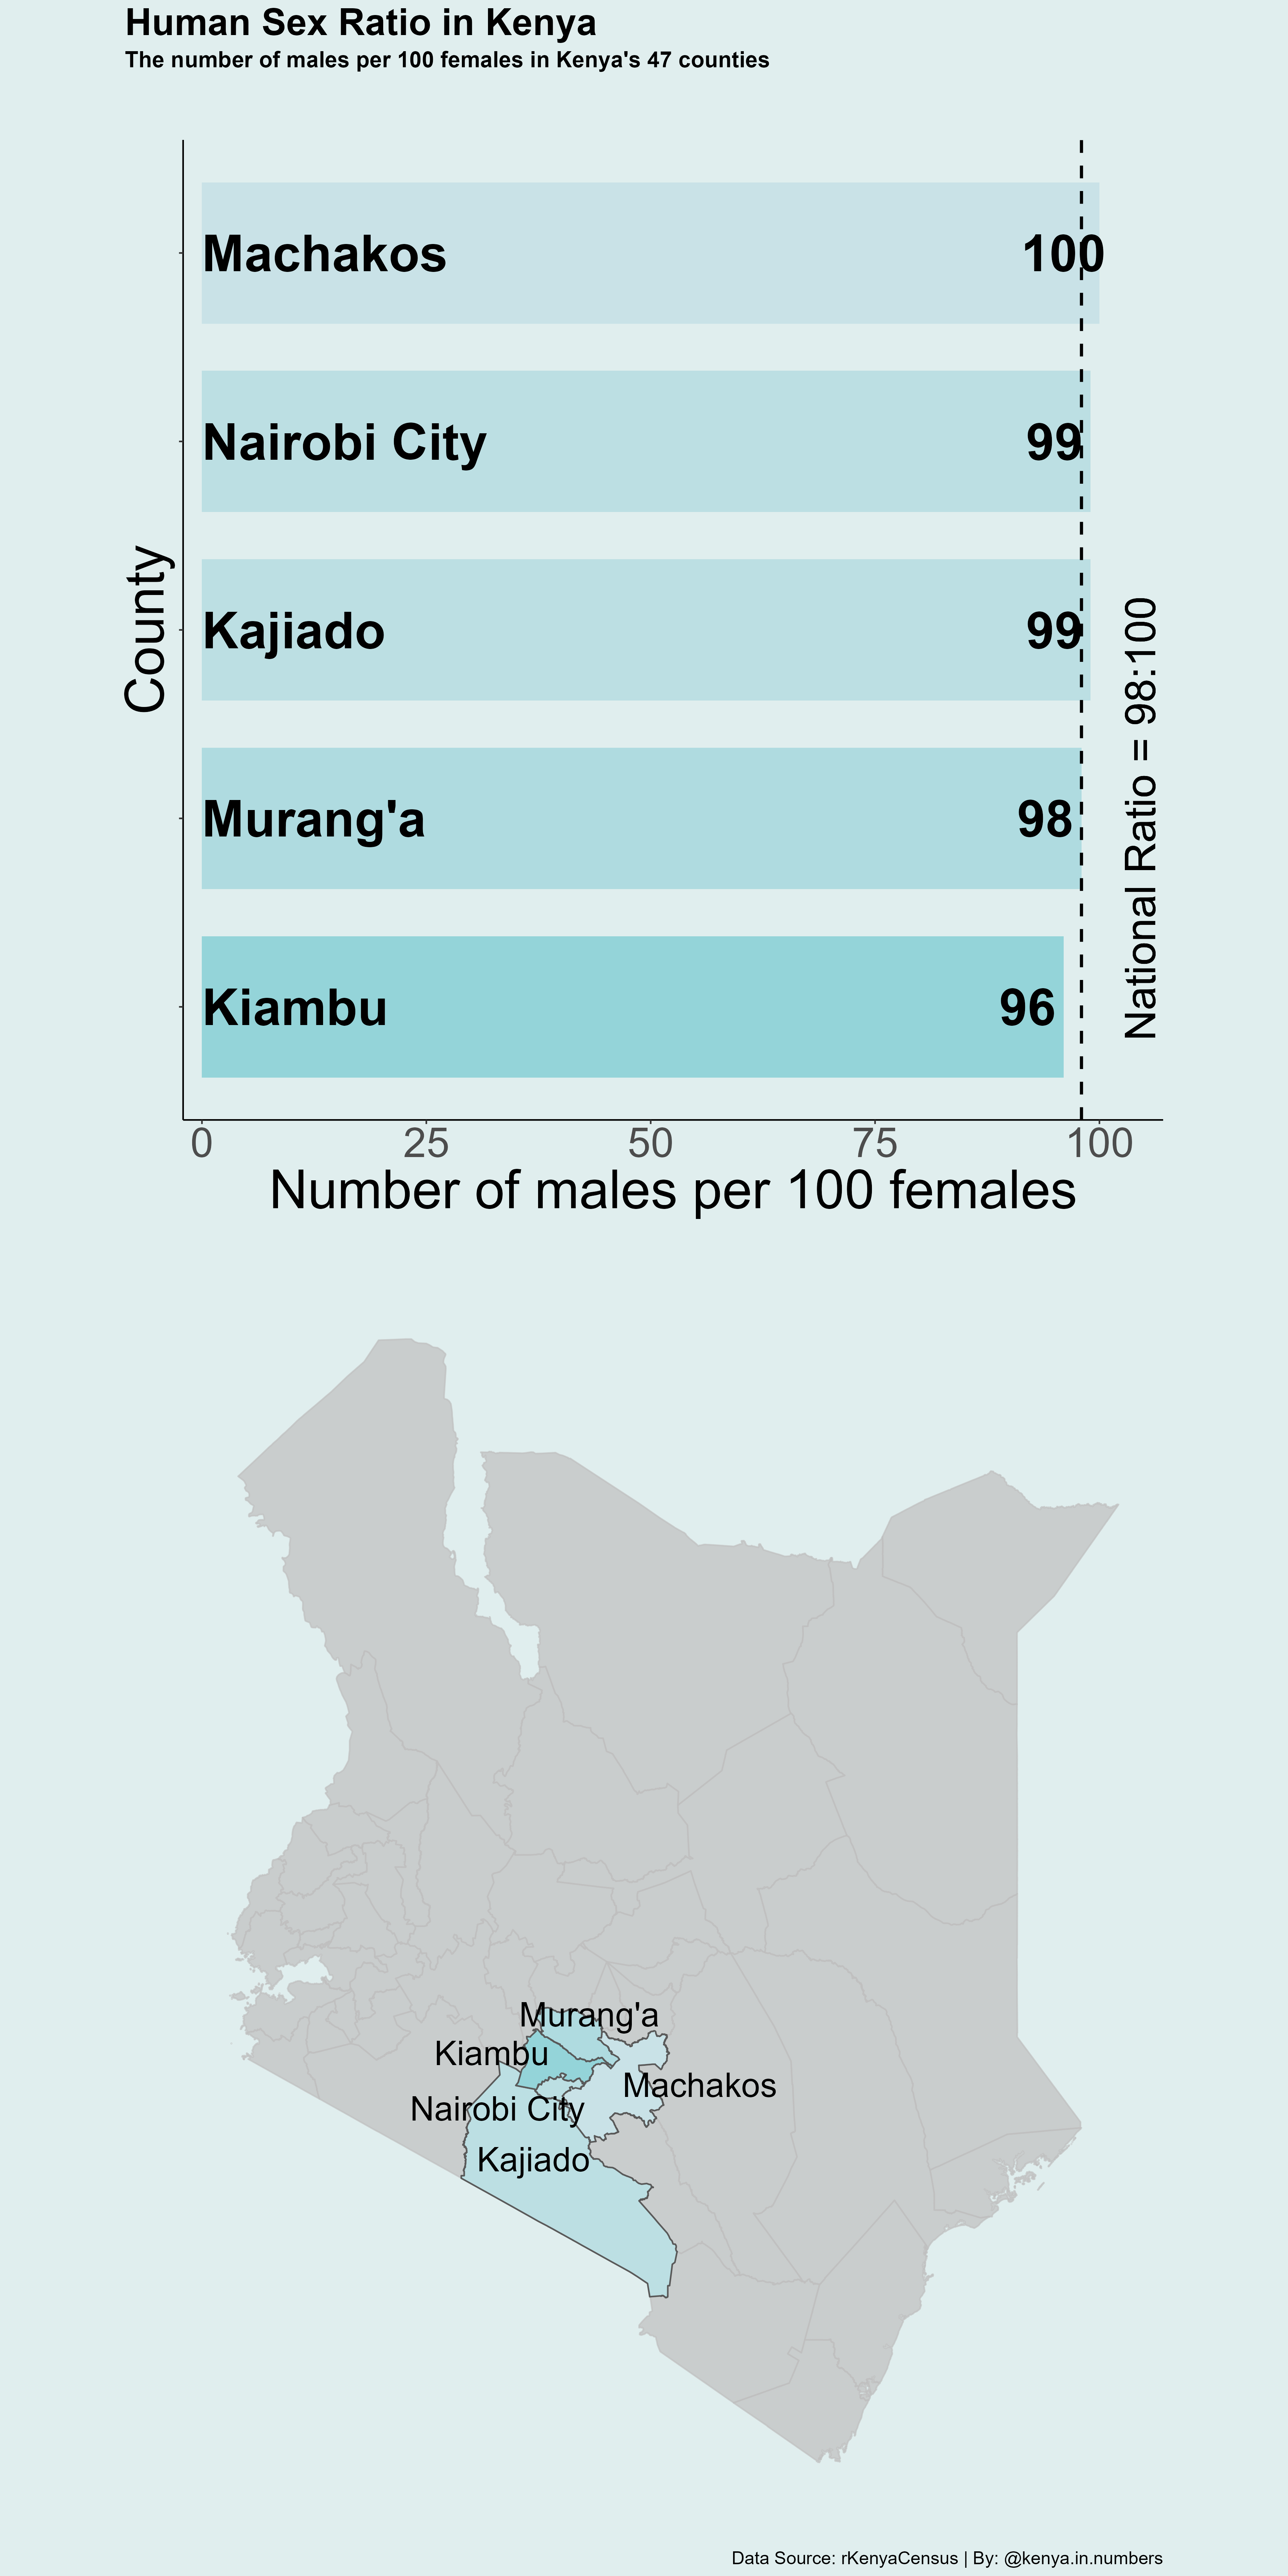 Human Sex Ratio in Kenya
The number of males per 100 females in Kenya's 47 counties
Machakos 100
Nairobi City 99
Kajiado 99
Murang'a 98
Kiambu 96
County
National Ratio = 98:100
0 25 50 75 100
Number of males per 100 females
Murang'a
Kiambu
Machakos
Nairobi City
Kajiado
Data Source: rKenyaCensus | By: @kenya.in.numbers